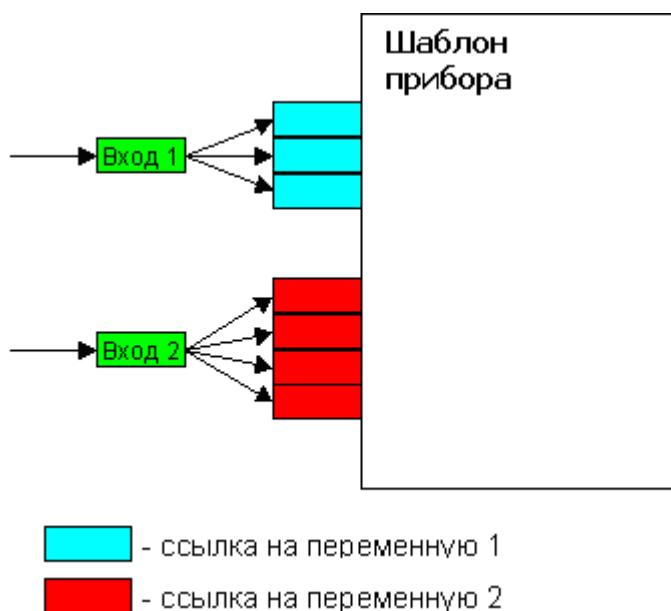 Шаблон
прибора
Вход 1
Вход 2
- ссылка на переменную 1
- ссылка на переменную 2